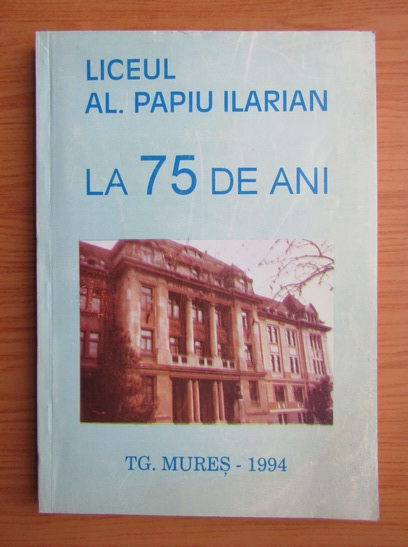 LICEUL
AL. PAPIU ILARIAN
LA 75 DE ANI
TG. MUREȘ - 1994